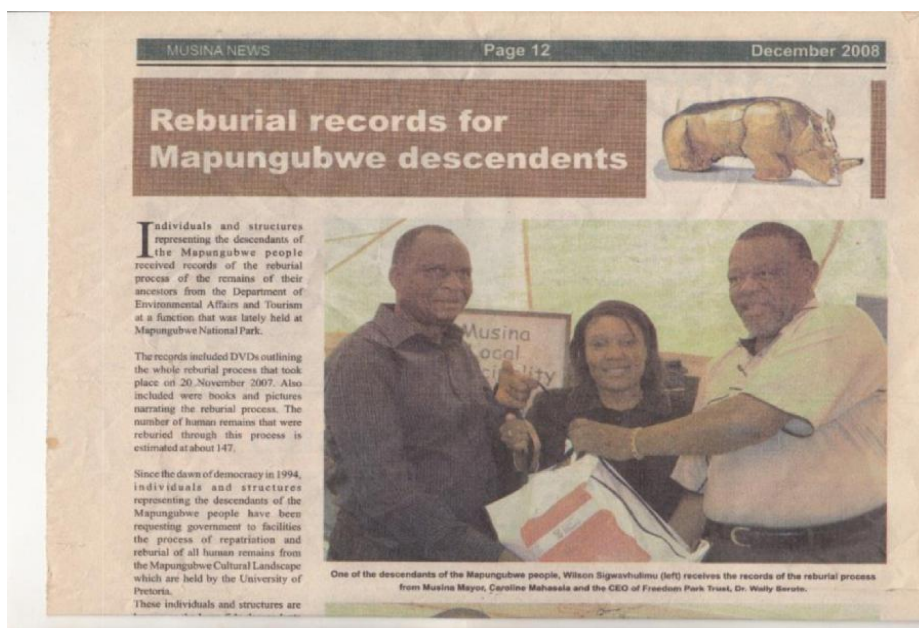 MUSINA NEWS Page 12 December 2008
Reburial records for
Mapungubwe descendents
Individuals and structures
representing the descendants of
the Mapungubwe people
received records of the reburial
process of the remains of their
ancestors from the Department of
Environmental Affairs and Tourism
at a function that was lately held at
Mapungubwe National Park.
The records included DVDs outlining
the whole reburial process that took
place on 20 November 2007. Also
included were books and pictures
narrating the reburial process. The
number of human remains that were
reburied through this process is
estimated at about 147.
Since the dawn of democracy in 1994,
individuals and structures
representing the descendants of the
Mapungubwe people have been
requesting government to facilities
the process of repatriation and
reburial of all human remains from
the Mapungubwe Cultural Landscape
which are held by the University of
Pretoria.
These individuals and structures are
Musina
Local
cipality
One of the descendants of the Mapungubwe people, Wilson Sigwavhulimu (left) receives the records of the reburial process
from Musina Mayor, Caroline Mahasela and the CEO of Freedom Park Trust, Dr. Wally Serote.